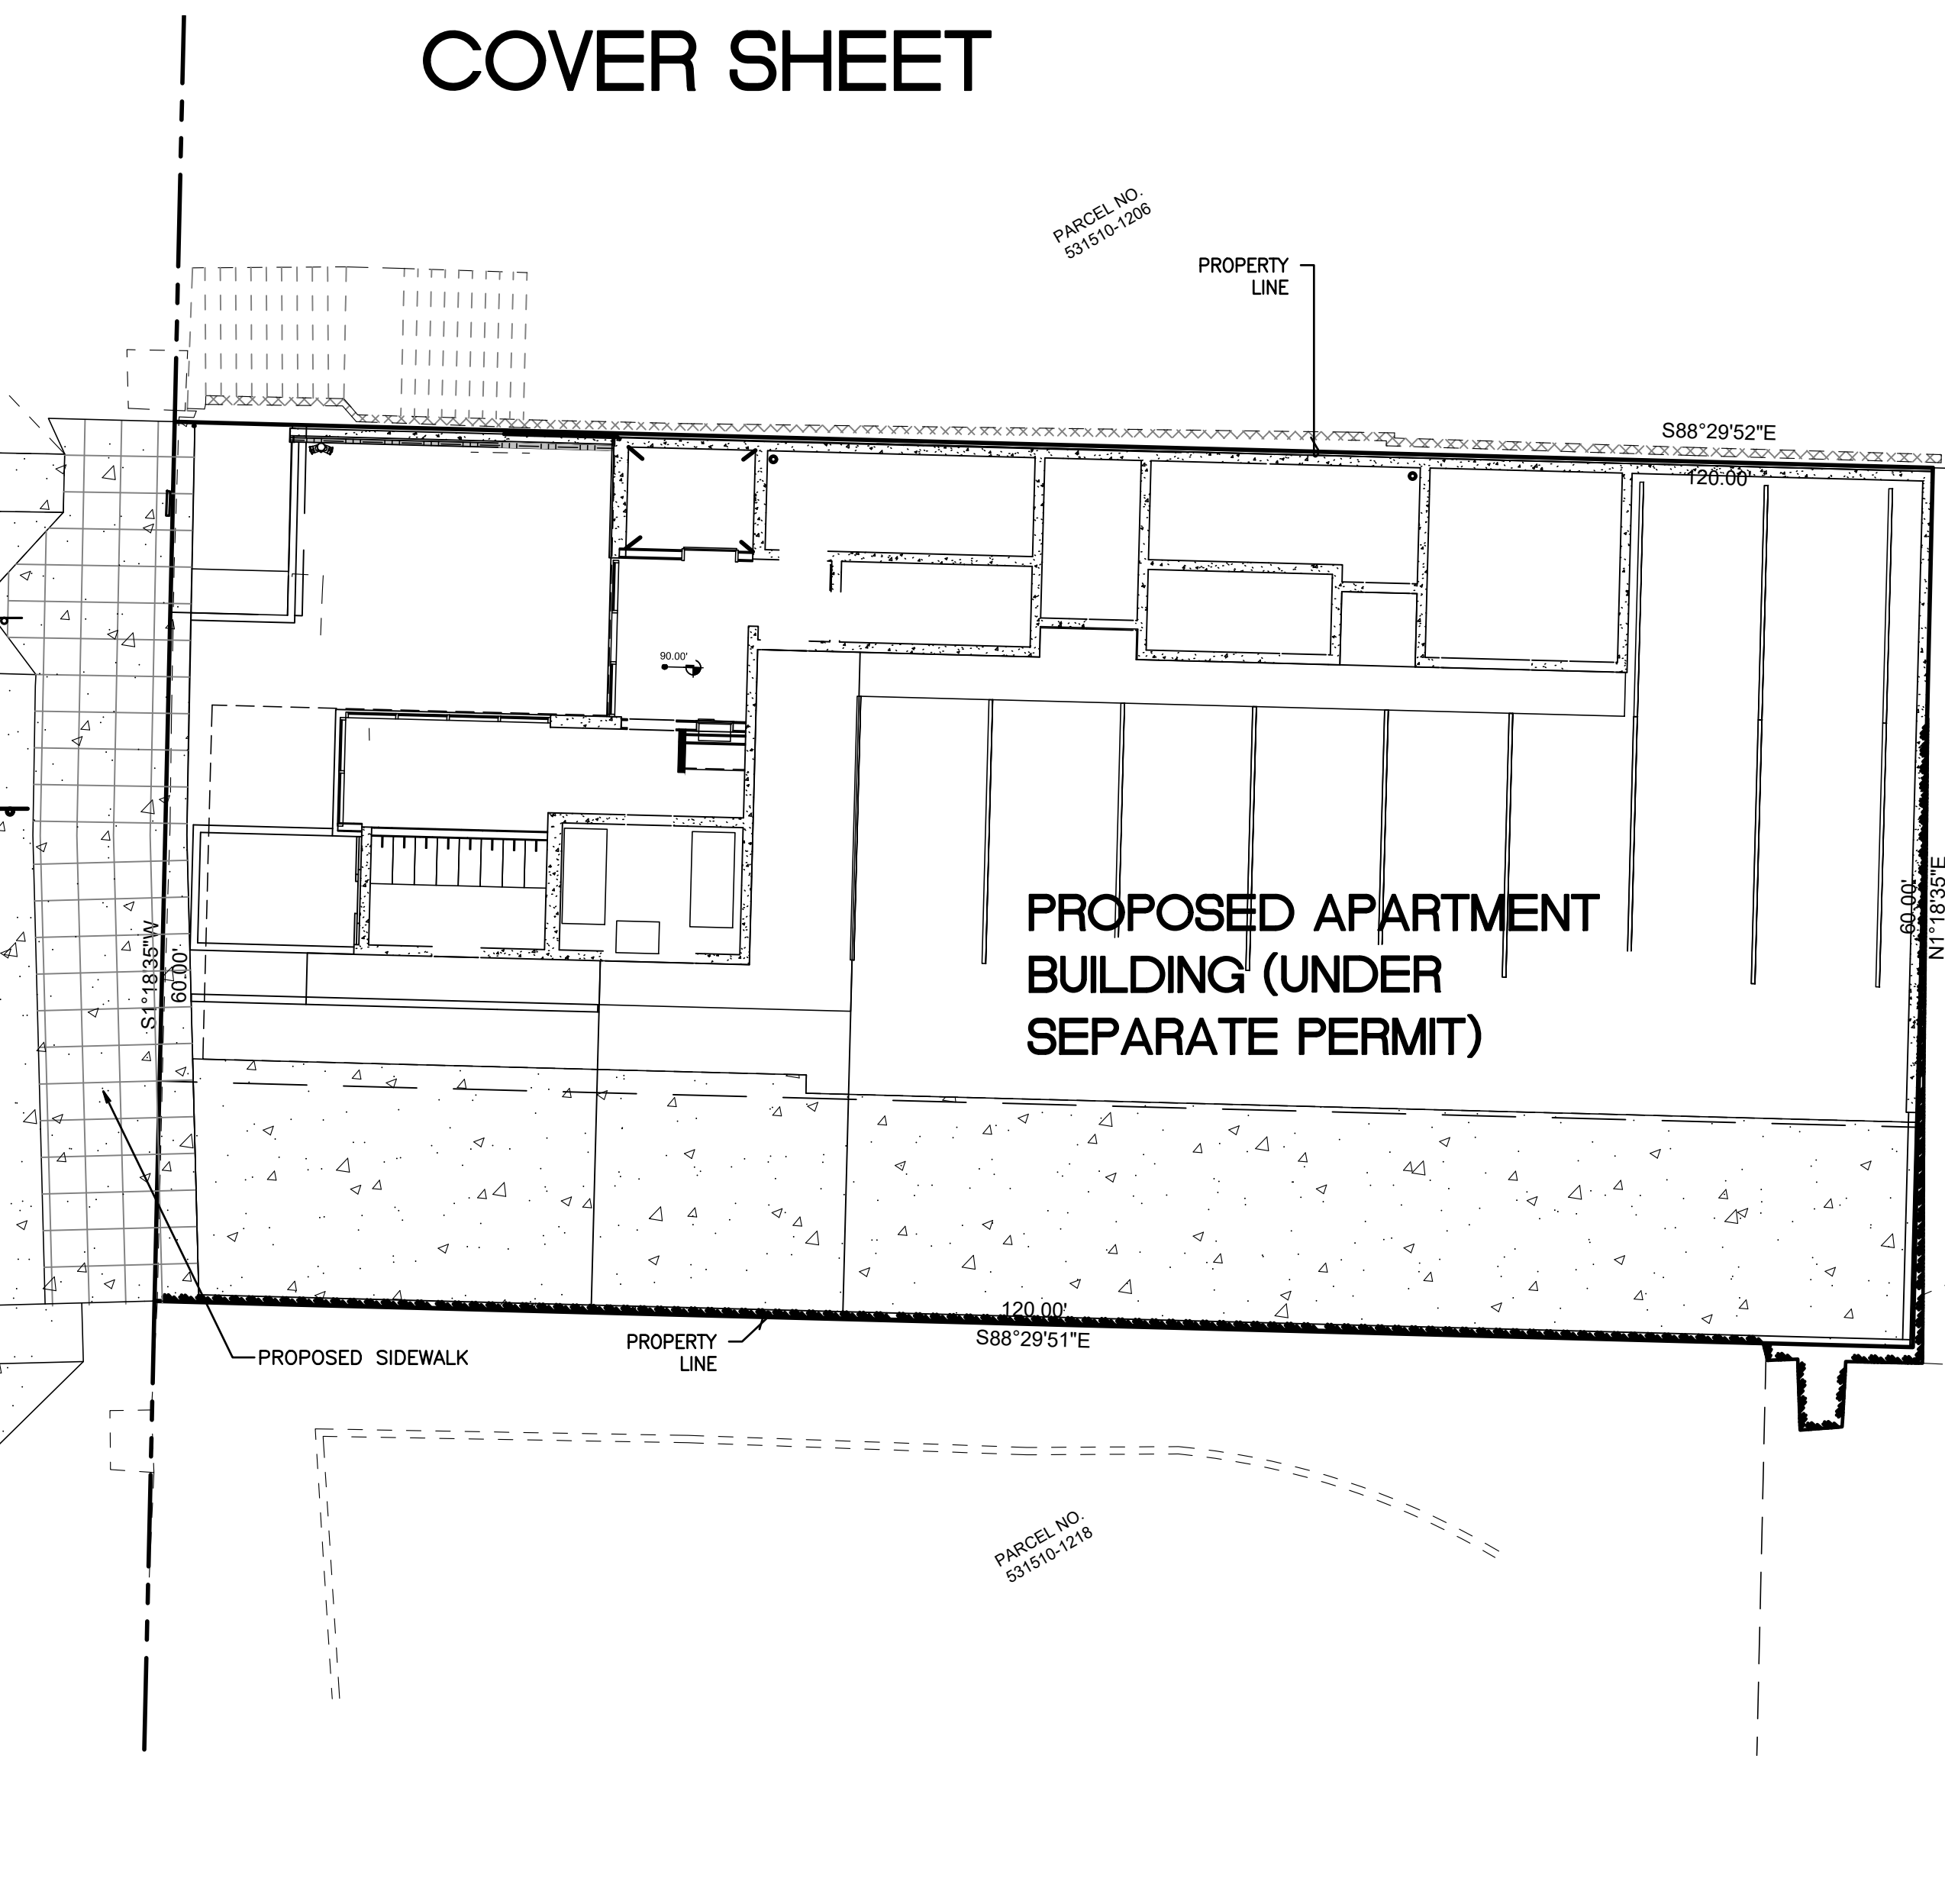 COVER SHEET
PARCEL NO.
531510-1206
PROPERTY
LINE
S88°29'52"E
120.00'
90.00'
PROPOSED APARTMENT
BUILDING (UNDER
SEPARATE PERMIT)
60.00'
N1°18'35"E
S1°18'35"W
60.00'
120.00'
S88°29'51"E
PROPERTY
LINE
PROPOSED SIDEWALK
PARCEL NO.
531510-1218